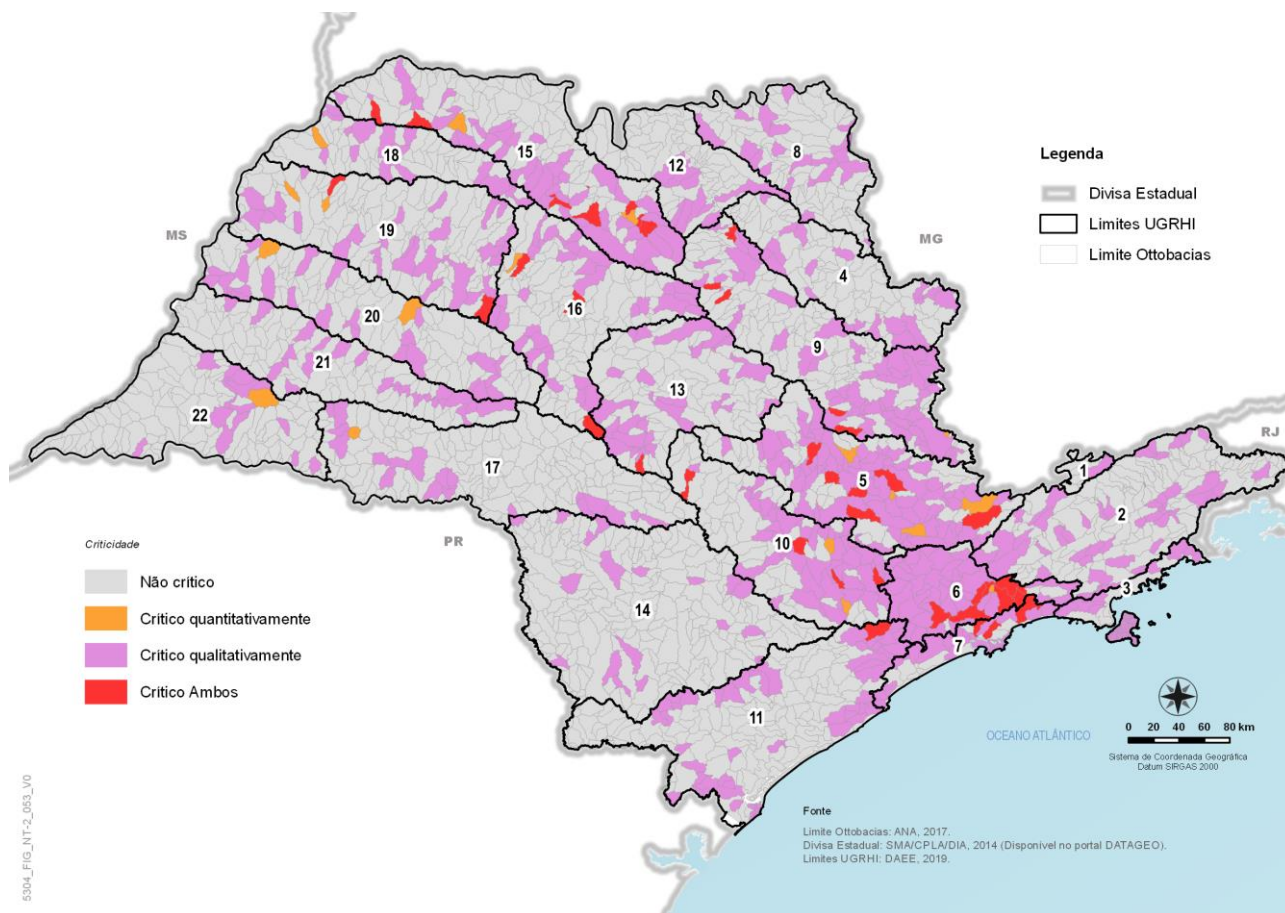 18
15
12
8
Legenda
Divisa Estadual
Limites UGRHI
Limite Ottobacias
MS
MG
19
4
16
20
9
21
13
22
17
5
RJ
1
2
3
PR
10
6
7
14
11
Criticidade
Não crítico
Crítico quantitativamente
Crítico qualitativamente
Crítico Ambos
OCEANO ATLÂNTICO
0 20 40 60 80 km
Sistema de Coordenada Geográfica
Datum SIRGAS 2000
Fonte
Limite Ottobacias: ANA, 2017.
Divisa Estadual: SMA/CPLA/DIA, 2014 (Disponível no portal DATAGEO).
Limites UGRHI: DAEE, 2019.
5304_FIG_NT-2_053_V0